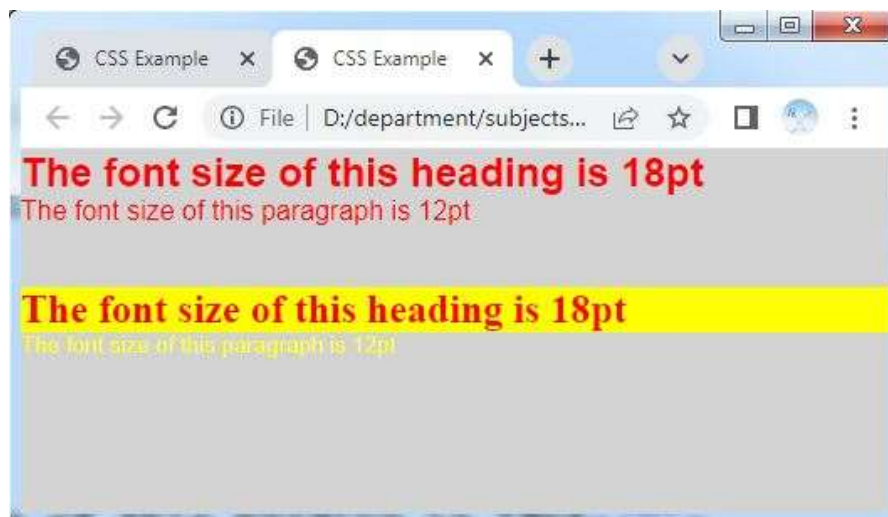 CSS Example CSS Example
File D:/department/subjects...
The font size of this heading is 18pt
The font size of this paragraph is 12pt
The font size of this heading is 18pt
The font size of this paragraph is 12pt